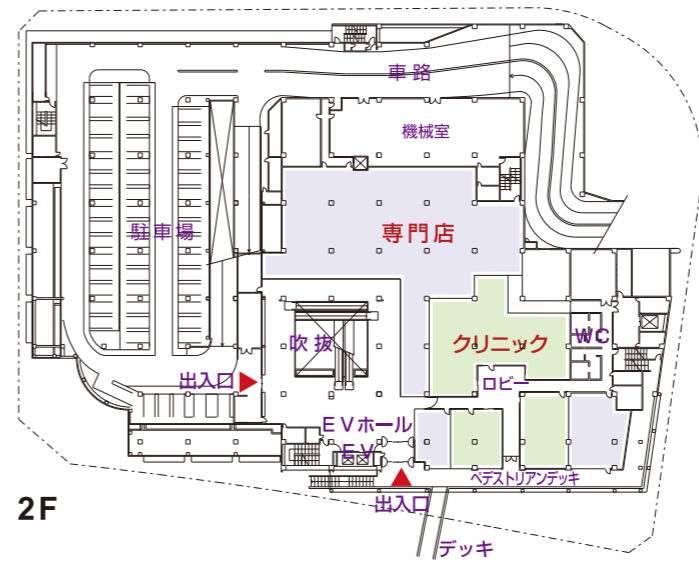 車路
機械室
駐車場
専門店
吹抜
クリニック
WC
出入口
ロビー
EVホール
EV
ペデストリアンデッキ
2F
出入口
デッキ